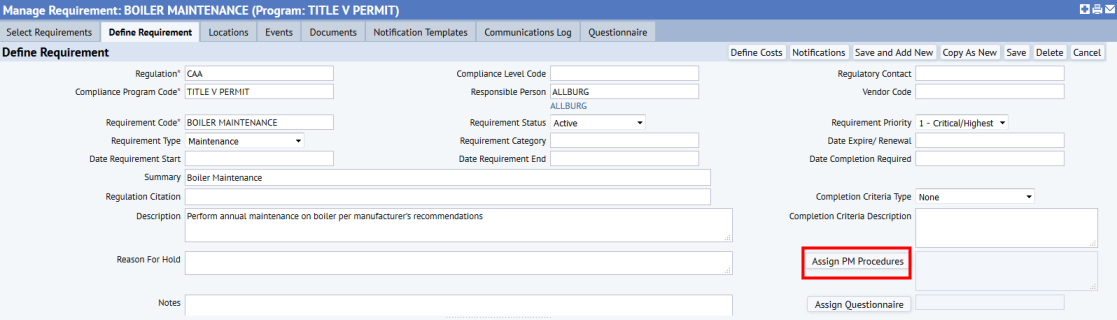 Manage Requirement: BOILER MAINTENANCE (Program: TITLE V PERMIT)
Select Requirements Define Requirement Locations Events Documents Notification Templates Communications Log Questionnaire
Define Requirement Define Costs Notifications Save and Add New Copy As New Save Delete Cancel
Regulation* CAA Compliance Level Code Regulatory Contact
Compliance Program Code* TITLE V PERMIT Responsible Person ALLBURG Vendor Code
ALLBURG
Requirement Code* BOILER MAINTENANCE Requirement Status Active Requirement Priority 1 - Critical/Highest
Requirement Type Maintenance Requirement Category Date Expire/ Renewal
Date Requirement Start Date Requirement End Date Completion Required
Summary Boiler Maintenance
Regulation Citation Completion Criteria Type None
Description Perform annual maintenance on boiler per manufacturer's recommendations Completion Criteria Description
Reason For Hold Assign PM Procedures
Notes Assign Questionnaire